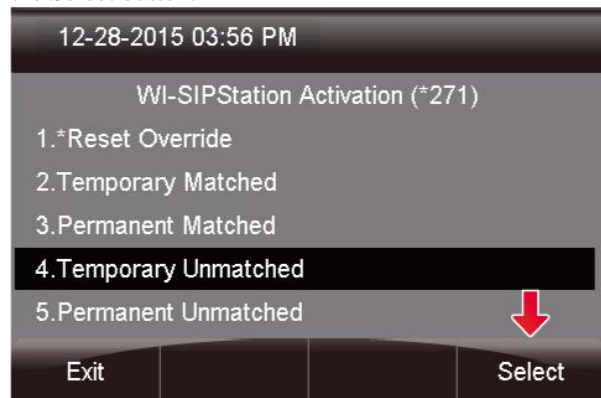 12-28-2015 03:56 PM
WI-SIPStation Activation (*271)
1.*Reset Override
2.Temporary Matched
3.Permanent Matched
4.Temporary Unmatched
5.Permanent Unmatched
Exit Select